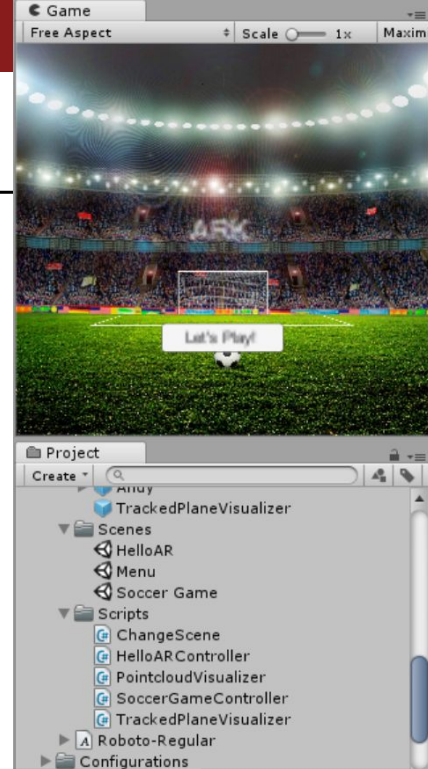 Game
Free Aspect Scale 1x Maxim
ARK
Let's Play!
Project
Create
Andy
TrackedPlaneVisualizer
Scenes
HelloAR
Menu
Soccer Game
Scripts
ChangeScene
HelloARController
PointcloudVisualizer
SoccerGameController
TrackedPlaneVisualizer
Roboto-Regular
Configurations